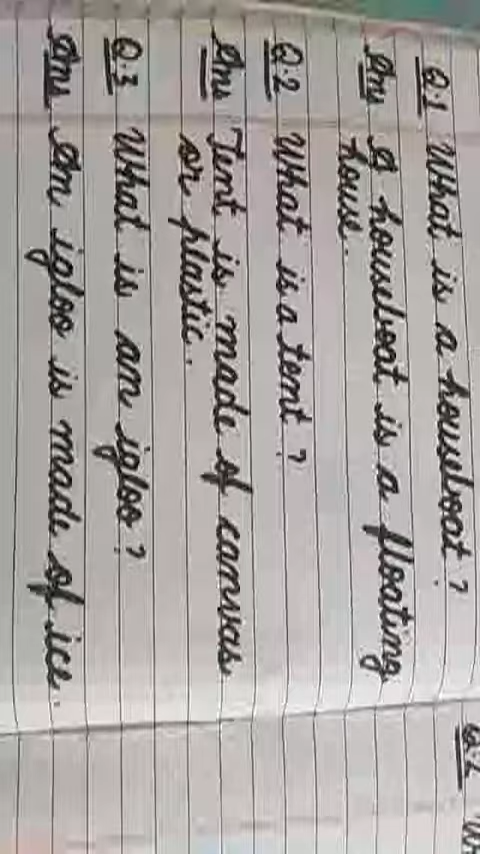 Q.1 What is a houseboat?
Ans A houseboat is a floating
house.
Q.2 What is a tent?
Ans Tent is made of canvas
or plastic.
Q.3 What is an igloo?
Ans An igloo is made of ice.
Q.2